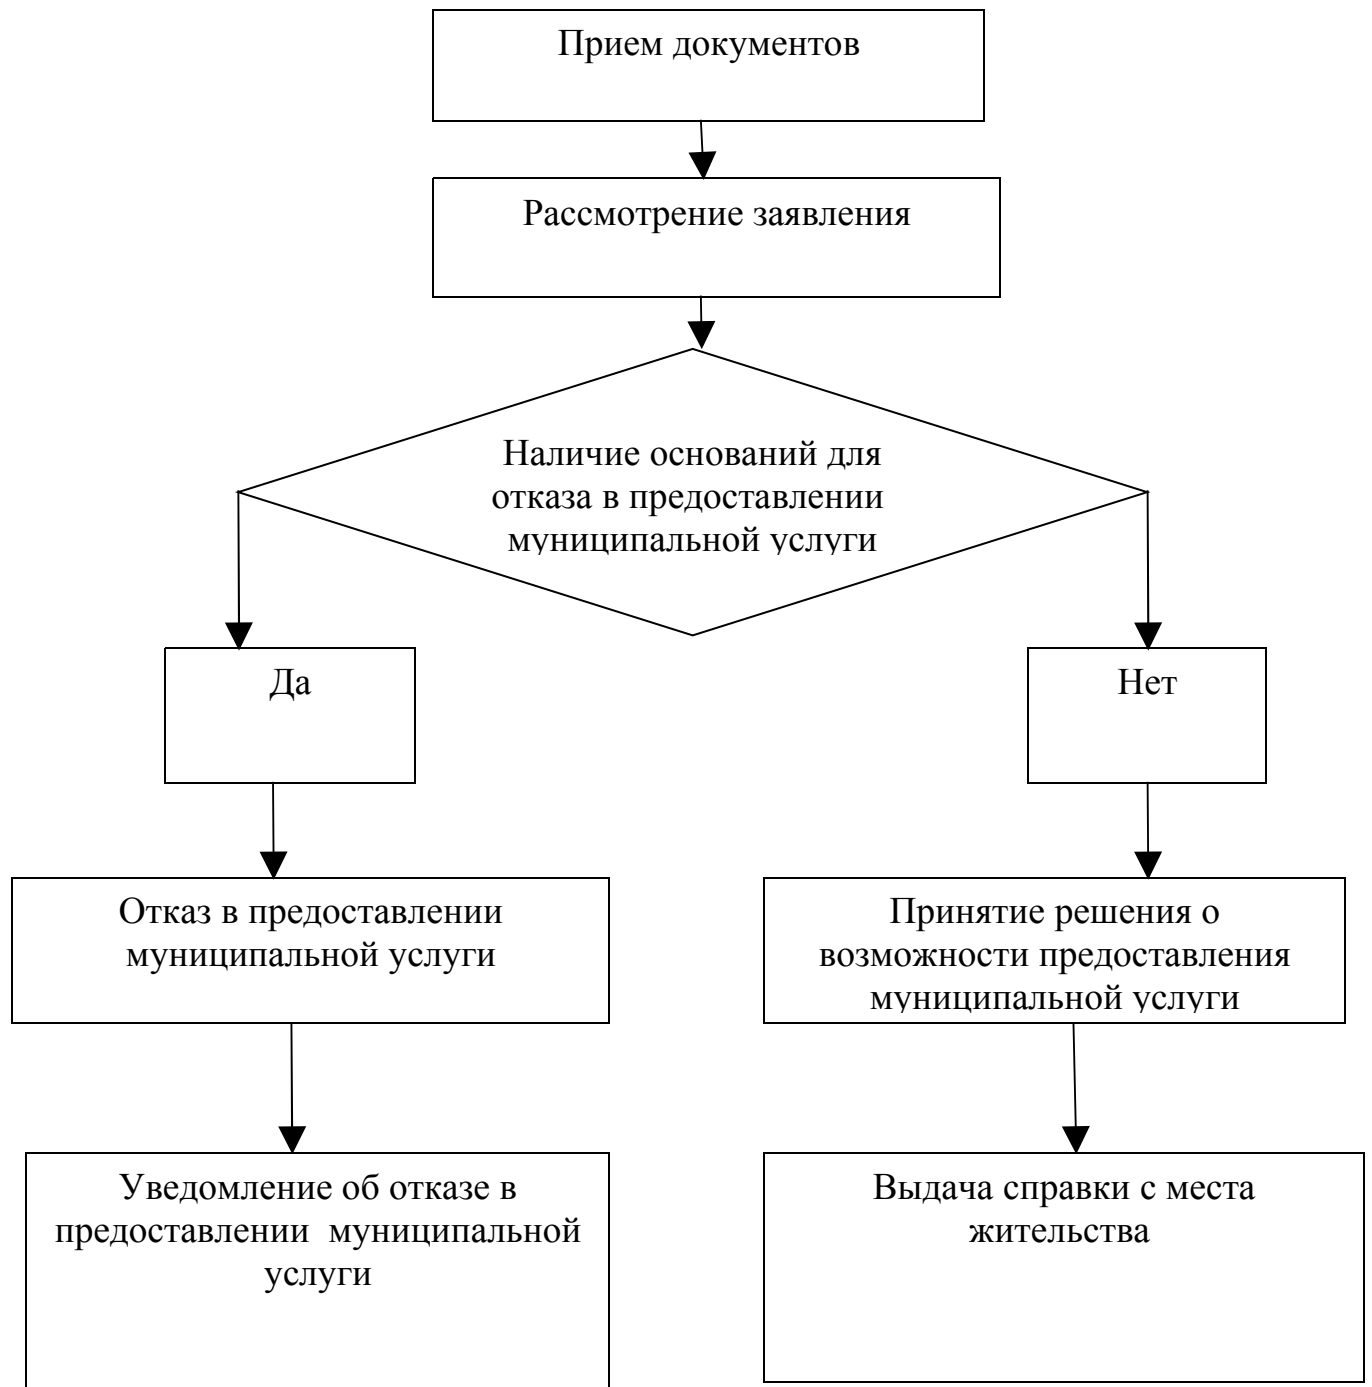 Прием документов
Рассмотрение заявления
Наличие оснований для
отказа в предоставлении
муниципальной услуги
Да
Нет
Отказ в предоставлении
муниципальной услуги
Принятие решения о
возможности предоставления
муниципальной услуги
Уведомление об отказе в
предоставлении  муниципальной
услуги
Выдача справки с места
жительства